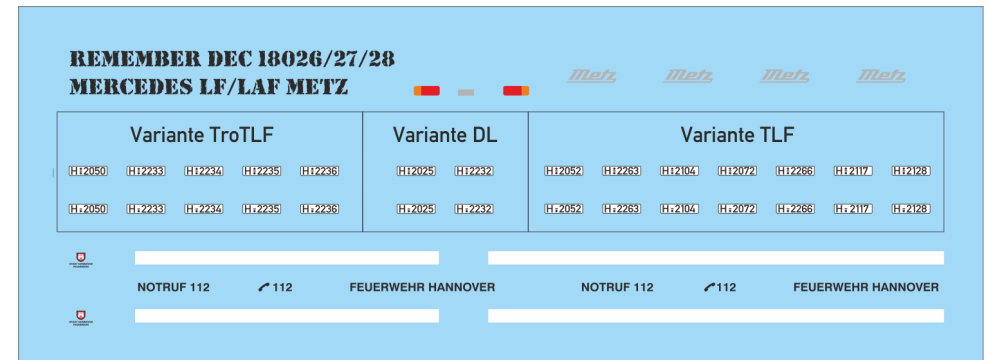 REMEMBER DEC 18026/27/28
MERCEDES LF/LAF METZ
Metz Metz Metz Metz
Variante TroTLF Variante DL Variante TLF
H:2050 H:2233 H:2234 H:2235 H:2236 H:2025 H:2232 H:2052 H:2263 H:2104 H:2072 H:2266 H:2117 H:2128
H:2050 H:2233 H:2234 H:2235 H:2236 H:2025 H:2232 H:2052 H:2263 H:2104 H:2072 H:2266 H:2117 H:2128
NOTRUF 112 112 FEUERWEHR HANNOVER NOTRUF 112 112 FEUERWEHR HANNOVER